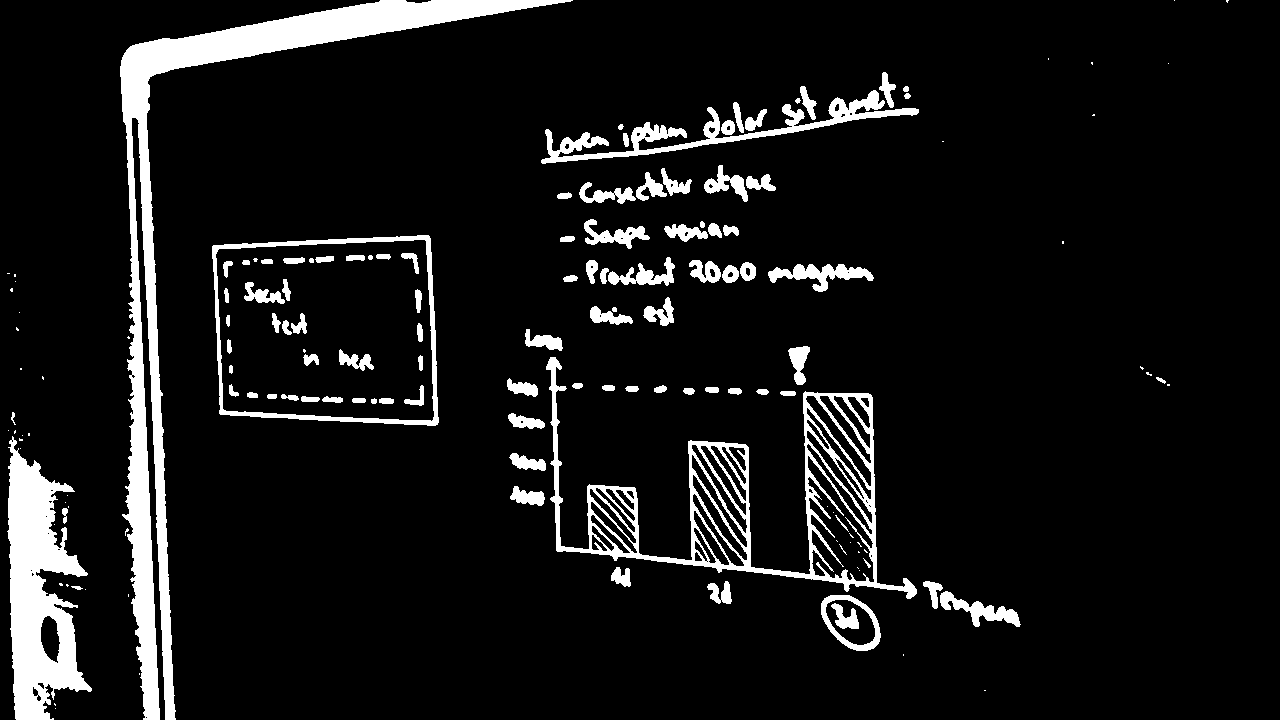 Lorem ipsum dolor sit amet:
- Consectetur atque
- Saepe veniam
- Provident 2000 magnam
enim est
Secret
text
in here
Lorem
4000
3000
2000
1000
!
1d
2d
3d
Tempora